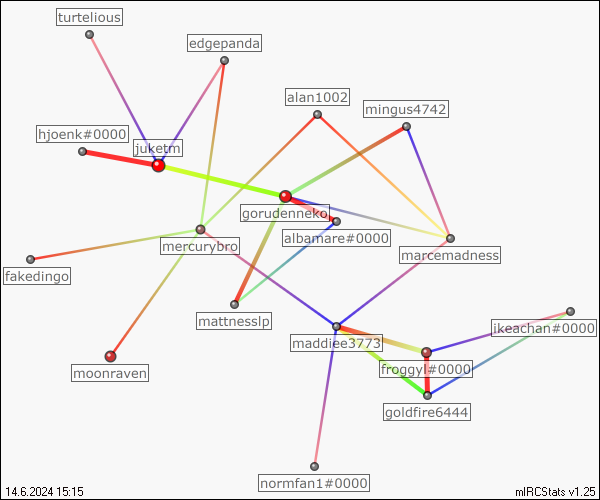 turtelious
edgepanda
alan1002
mingus4742
hjoenk#0000
juketm
gorudenneko
albamare#0000
mercurybro
marcemadness
fakedingo
mattnesslp
ikeachan#0000
maddiee3773
froggyl#0000
moonraven
goldfire6444
normfan1#0000
14.6.2024 15:15
mIRCStats v1.25